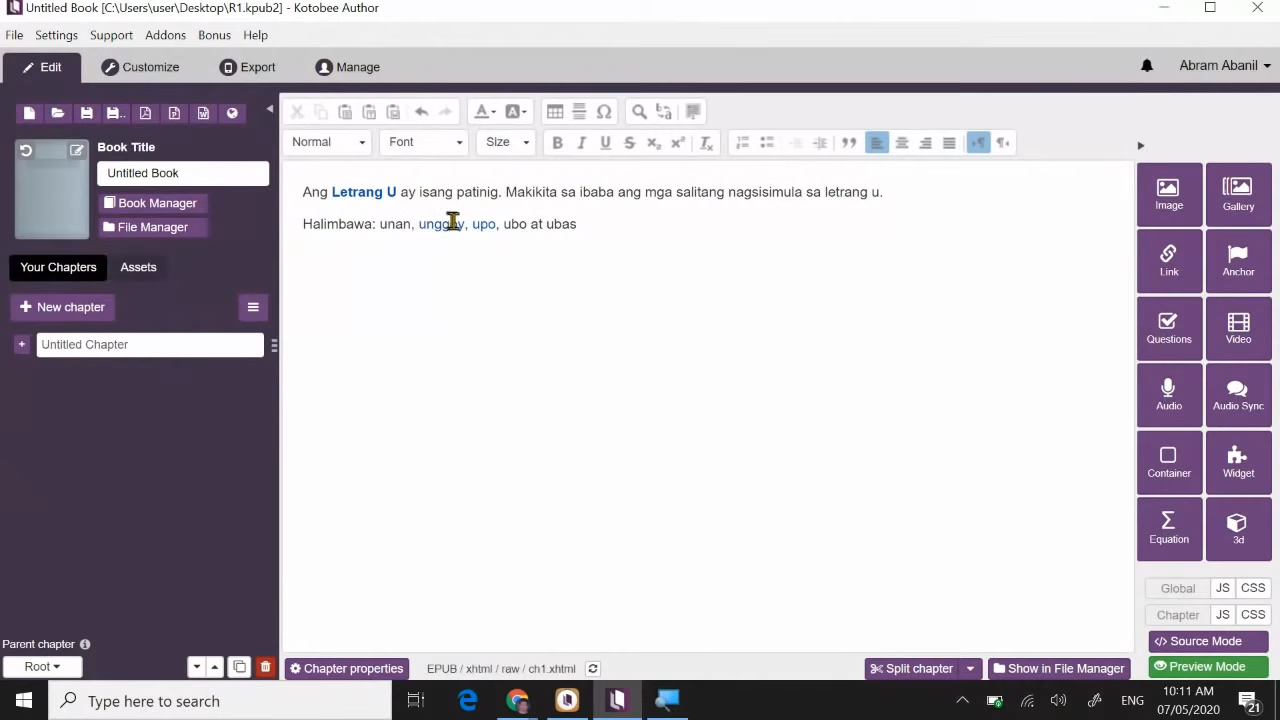 Untitled Book [C:\Users\user\Desktop\R1.kpub2] - Kotobee Author
File Settings Support Addons Bonus Help
Edit Customize Export Manage Abram Abanil
Book Title
Untitled Book
Book Manager
File Manager
Your Chapters Assets
New chapter
Untitled Chapter
Parent chapter
Root
Normal Font Size B I U S x₂ x² Tx
Ang Letrang U ay isang patinig. Makikita sa ibaba ang mga salitang nagsisimula sa letrang u.
Halimbawa: unan, unggoy, upo, ubo at ubas
Image Gallery
Link Anchor
Questions Video
Audio Audio Sync
Container Widget
Equation 3d
Global JS CSS
Chapter JS CSS
</> Source Mode
Preview Mode
Chapter properties EPUB / xhtml / raw / ch1.xhtml Split chapter Show in File Manager
Type here to search ENG 10:11 AM
07/05/2020 21